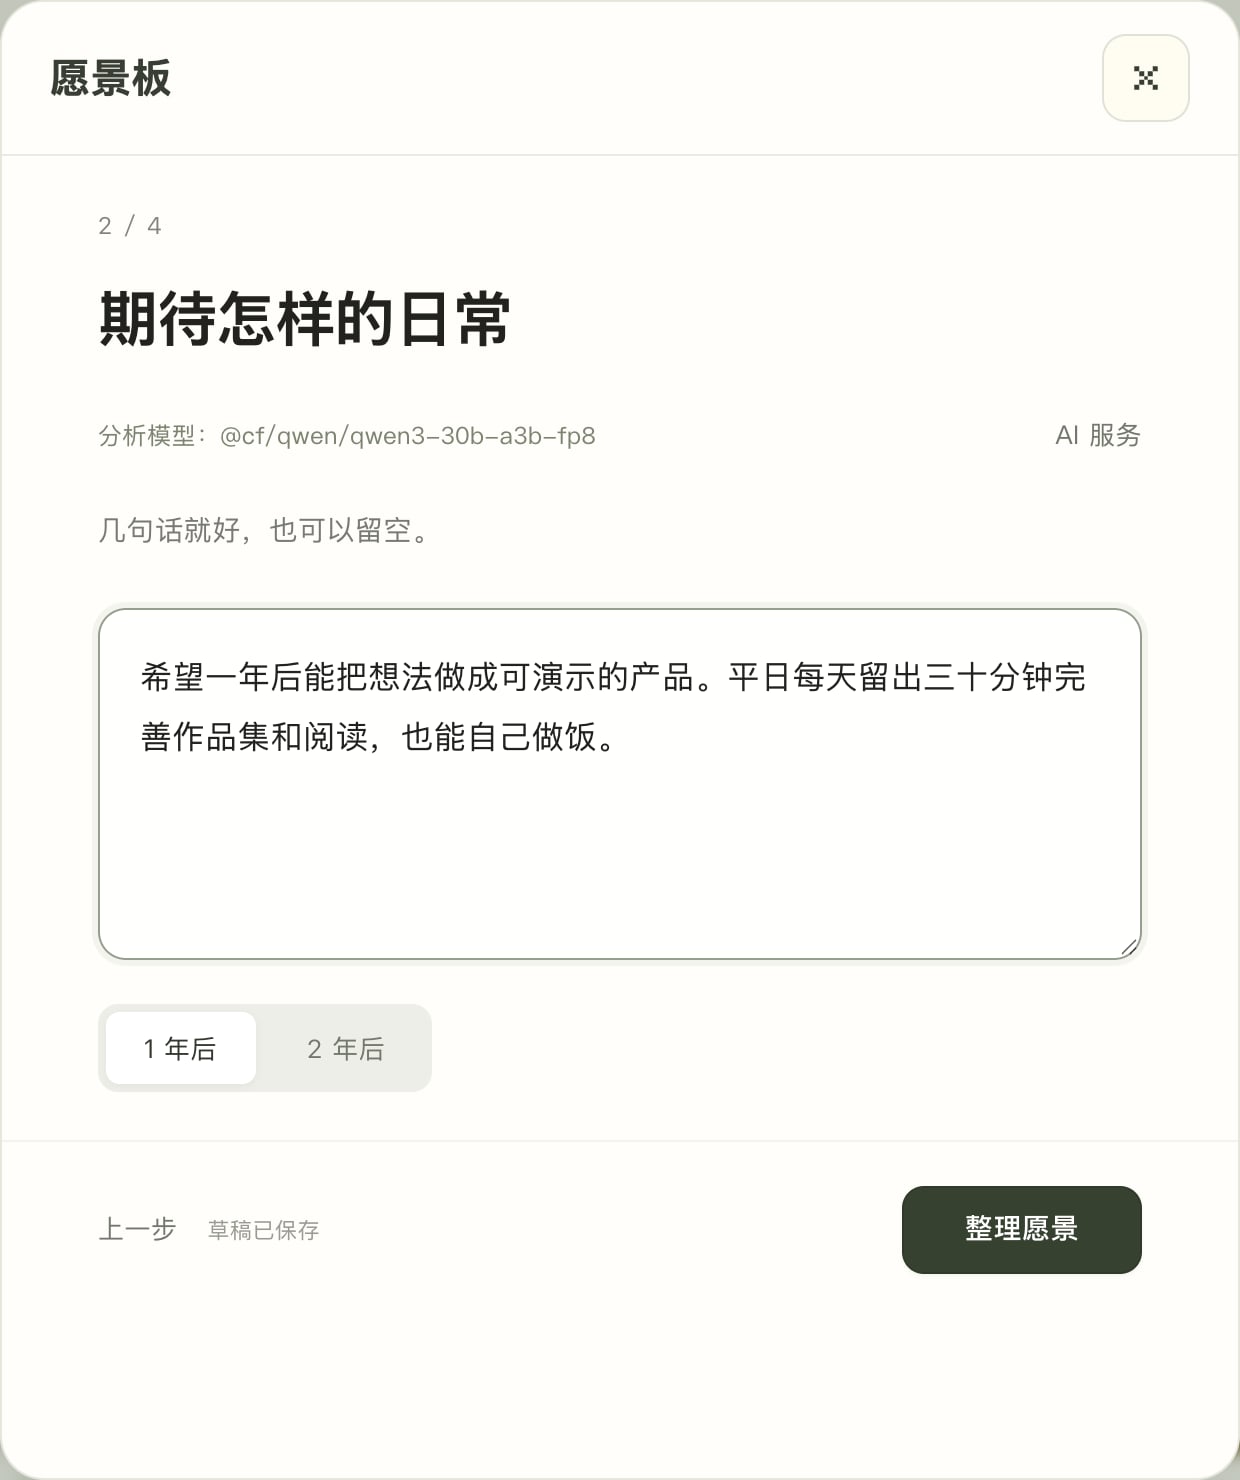 愿景板
2 / 4
期待怎样的日常
分析模型：@cf/qwen/qwen3-30b-a3b-fp8
AI 服务
几句话就好，也可以留空。
希望一年后能把想法做成可演示的产品。平日每天留出三十分钟完
善作品集和阅读，也能自己做饭。
1 年后
2 年后
上一步
草稿已保存
整理愿景